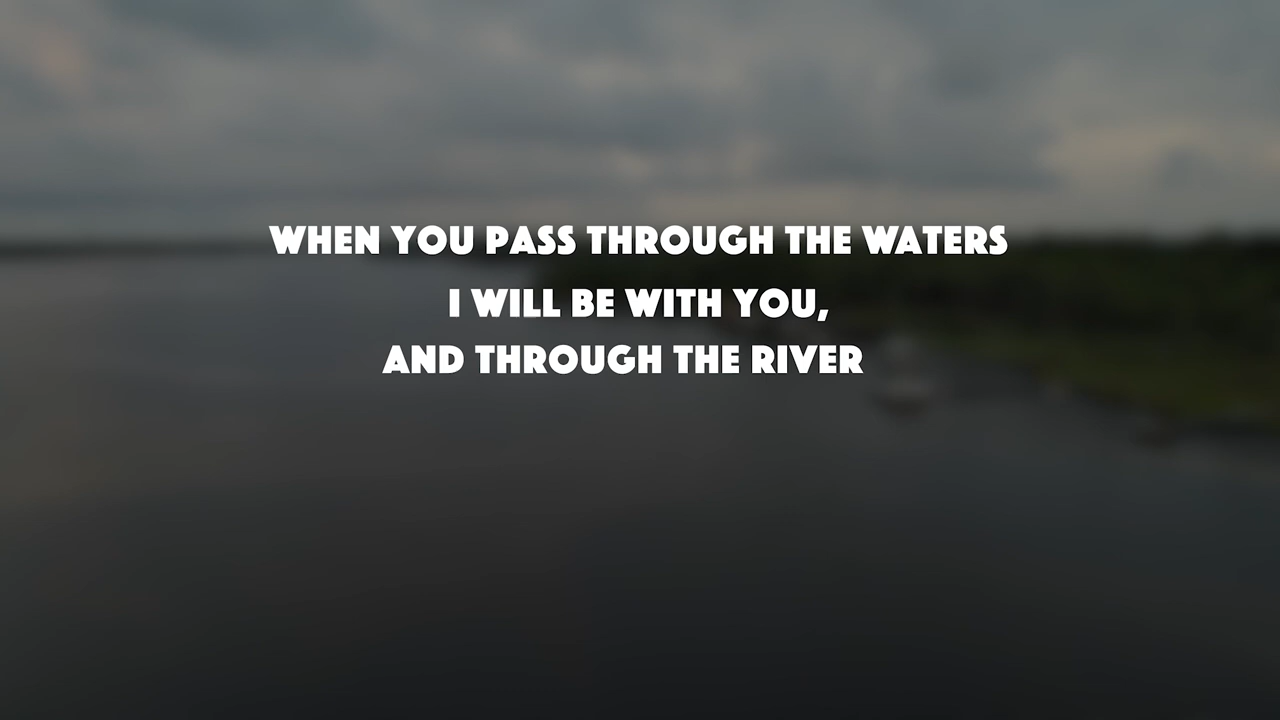 WHEN YOU PASS THROUGH THE WATERS
I WILL BE WITH YOU,
AND THROUGH THE RIVER